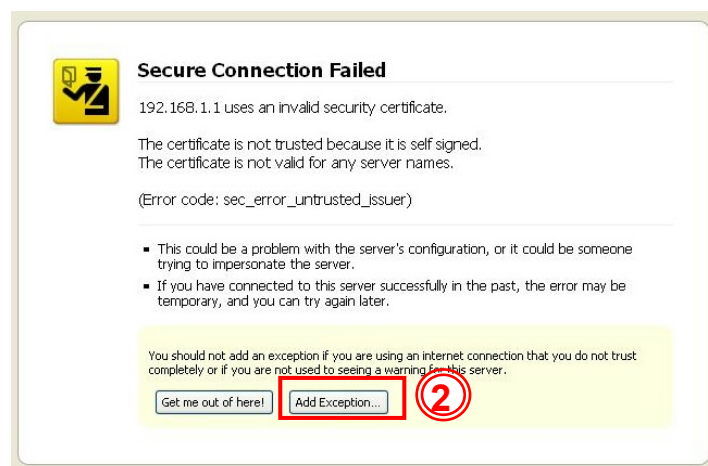 Secure Connection Failed
192.168.1.1 uses an invalid security certificate.
The certificate is not trusted because it is self signed.
The certificate is not valid for any server names.
(Error code: sec_error_untrusted_issuer)
▪ This could be a problem with the server's configuration, or it could be someone
trying to impersonate the server.
▪ If you have connected to this server successfully in the past, the error may be
temporary, and you can try again later.
You should not add an exception if you are using an internet connection that you do not trust
completely or if you are not used to seeing a warning for this server.
Get me out of here! Add Exception... 2